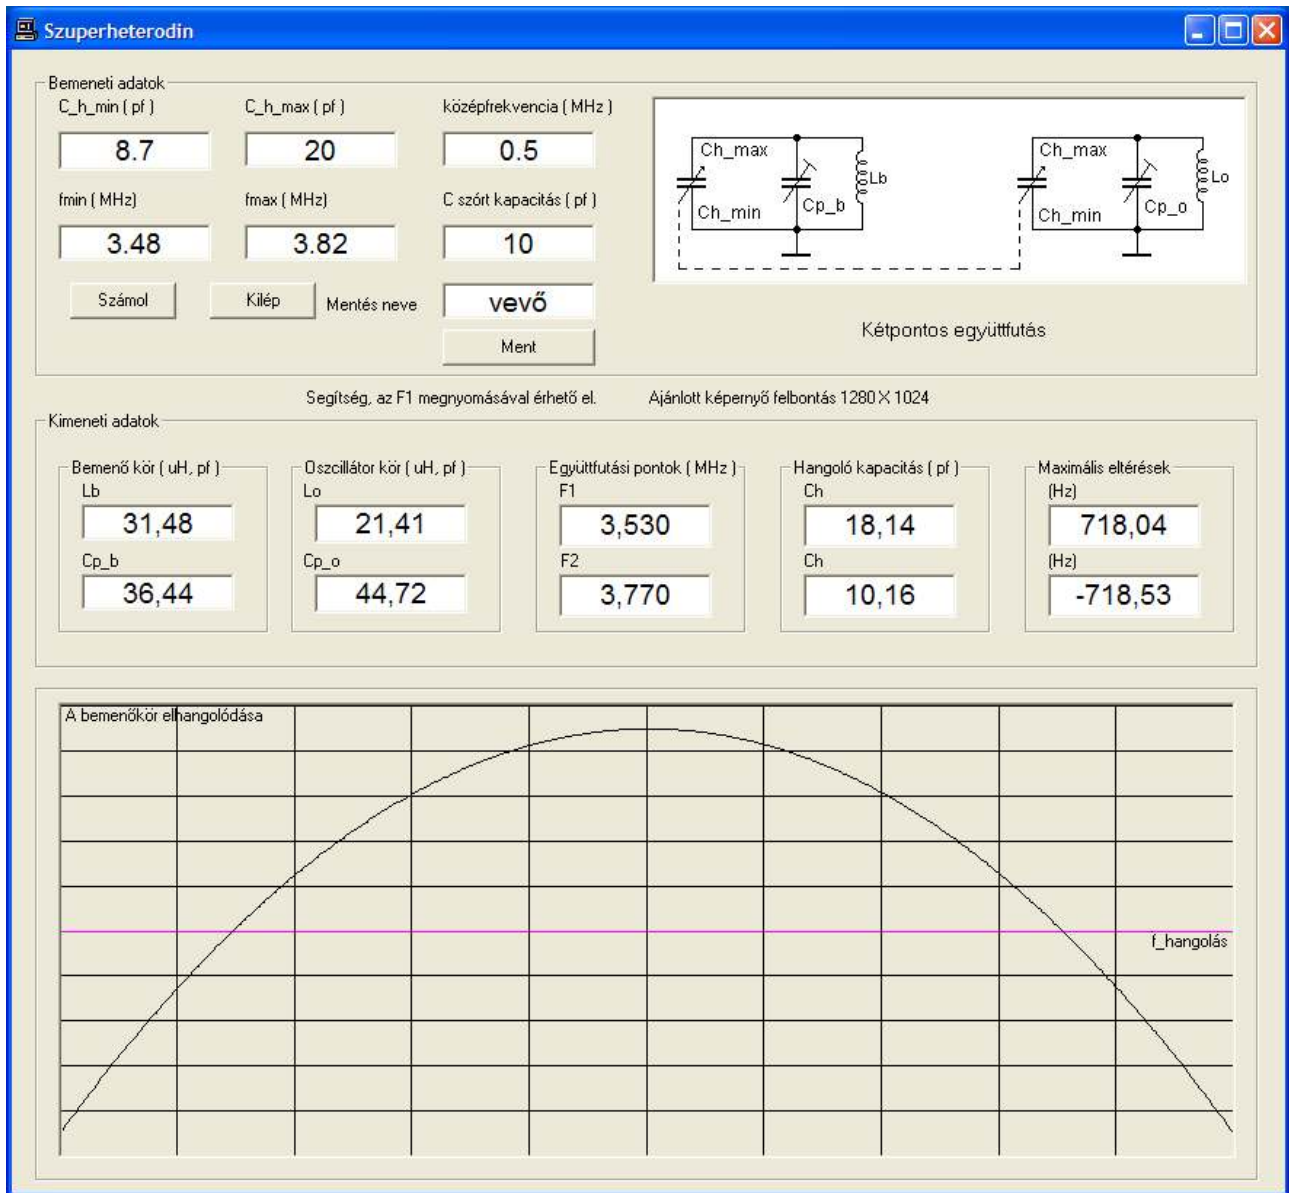 Szuperheterodin
Bemeneti adatok
C_h_min ( pf )
C_h_max ( pf )
középfrekvencia ( MHz )
8.7
20
0.5
fmin ( MHz)
fmax ( MHz)
C szórt kapacitás ( pf )
3.48
3.82
10
Számol
Kilép
Mentés neve
vevő
Ment
Ch_max
Ch_min
Cp_b
Lb
Ch_max
Ch_min
Cp_o
Lo
Kétpontos együttfutás
Segítség, az F1 megnyomásával érhető el.
Ajánlott képernyő felbontás 1280 X 1024
Kimeneti adatok
Bemenő kör ( uH, pf )
Lb
31,48
Cp_b
36,44
Oszcillátor kör ( uH, pf )
Lo
21,41
Cp_o
44,72
Együttfutási pontok ( MHz )
F1
3,530
F2
3,770
Hangoló kapacitás ( pf )
Ch
18,14
Ch
10,16
Maximális eltérések
(Hz)
718,04
(Hz)
-718,53
A bemenőkör elhangolódása
f_hangolás